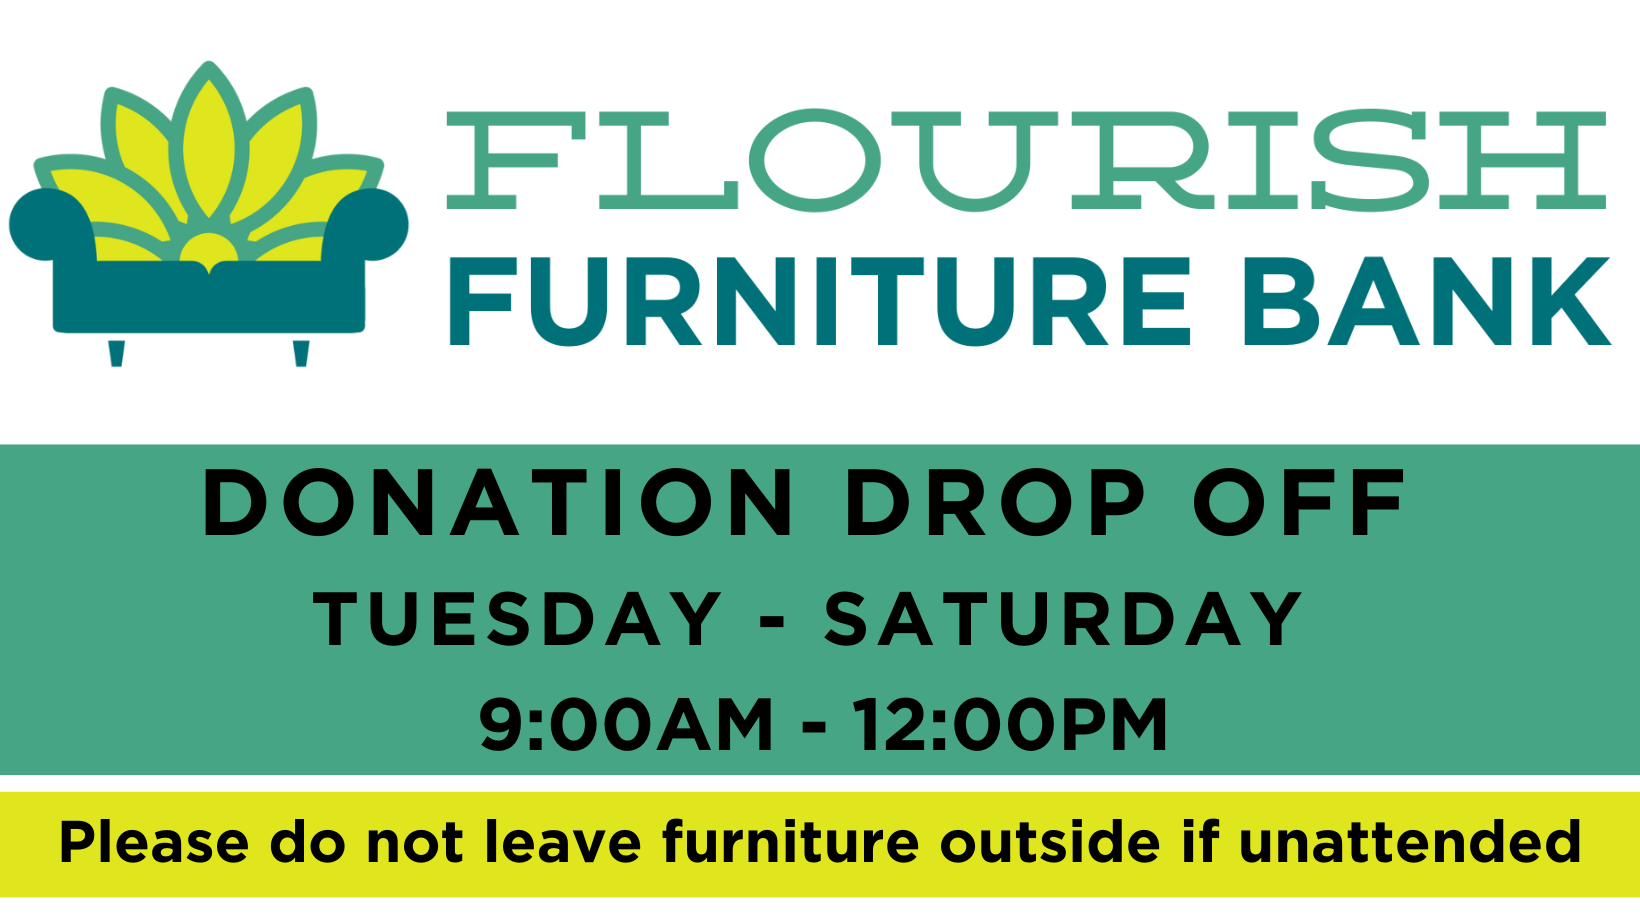 FLOURISH
FURNITURE BANK
DONATION DROP OFF
TUESDAY - SATURDAY
9:00AM - 12:00PM
Please do not leave furniture outside if unattended